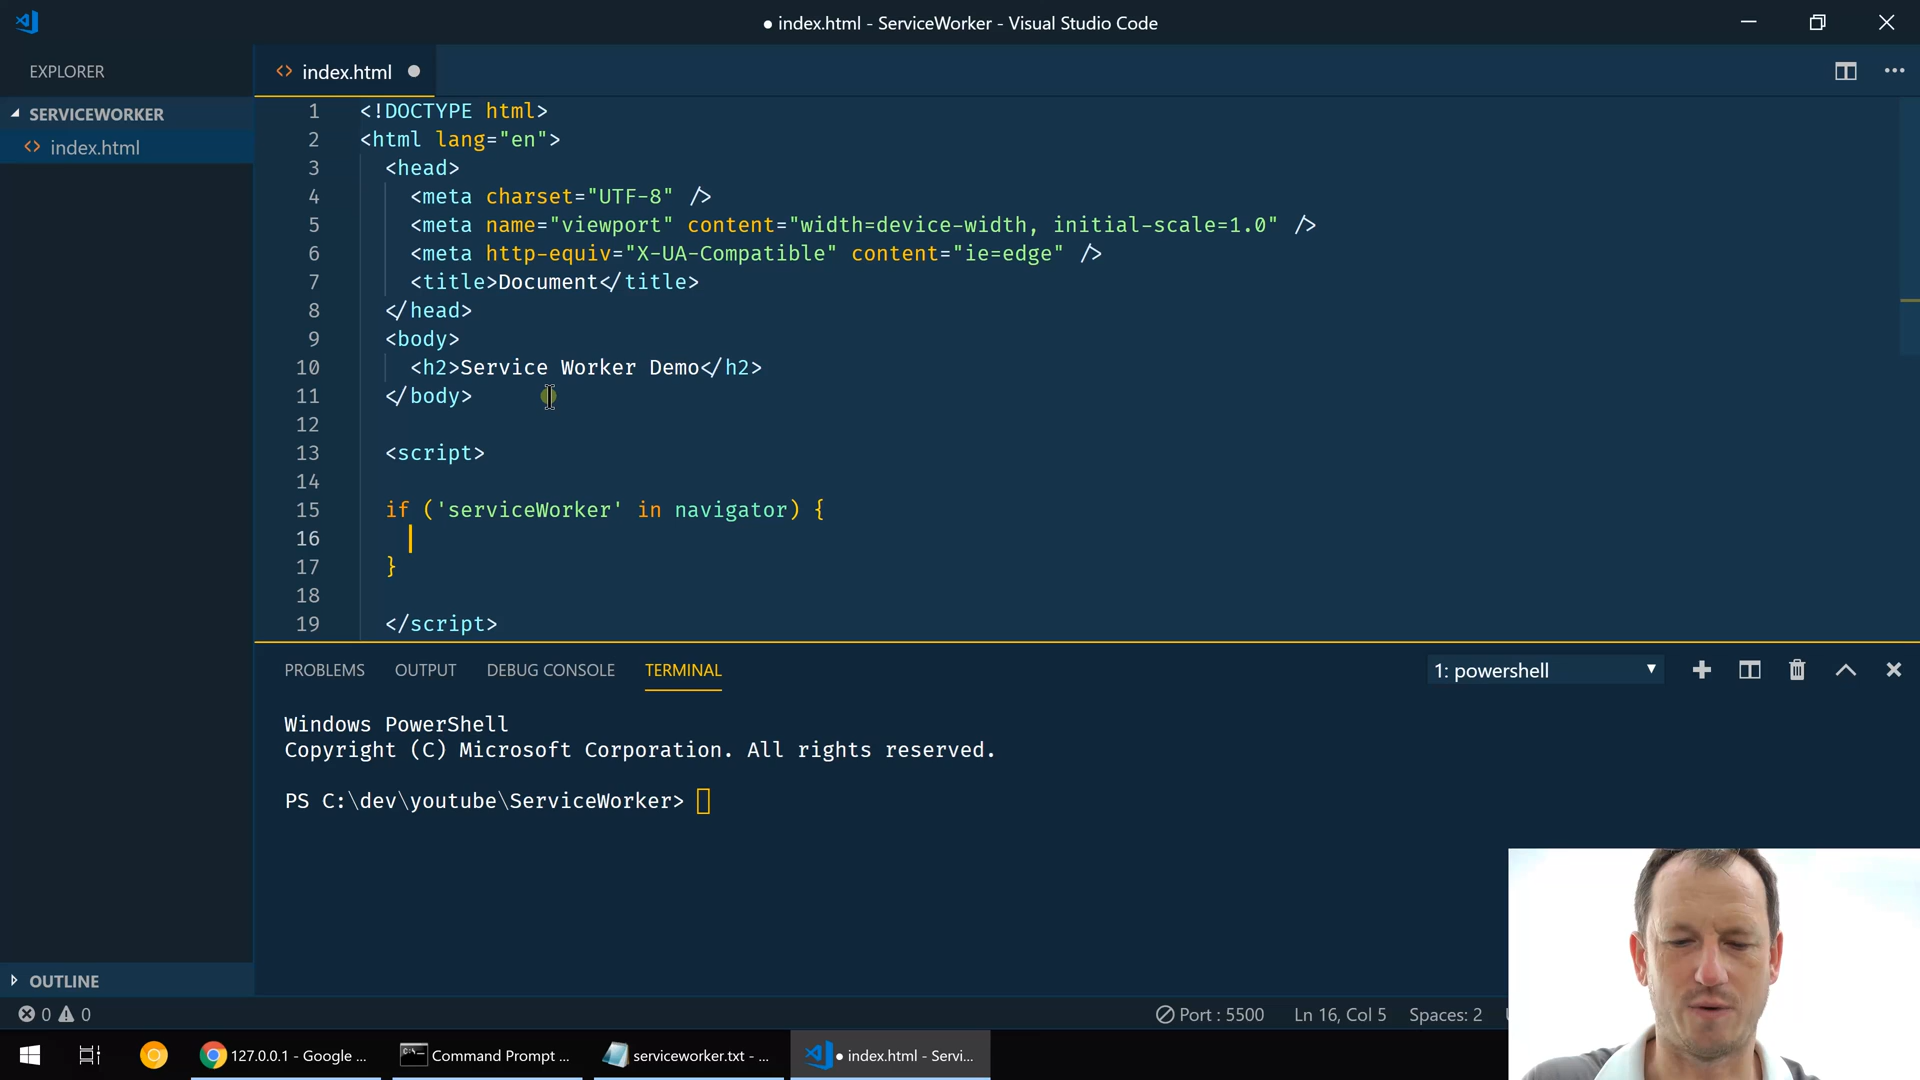 ● index.html - ServiceWorker - Visual Studio Code
EXPLORER
index.html
SERVICEWORKER
index.html
1 <!DOCTYPE html>
2 <html lang="en">
3 <head>
4 <meta charset="UTF-8" />
5 <meta name="viewport" content="width=device-width, initial-scale=1.0" />
6 <meta http-equiv="X-UA-Compatible" content="ie=edge" />
7 <title>Document</title>
8 </head>
9 <body>
10 <h2>Service Worker Demo</h2>
11 </body>
12
13 <script>
14
15 if ('serviceWorker' in navigator) {
16
17 }
18
19 </script>
PROBLEMS OUTPUT DEBUG CONSOLE TERMINAL 1: powershell
Windows PowerShell
Copyright (C) Microsoft Corporation. All rights reserved.
PS C:\dev\youtube\ServiceWorker>
OUTLINE
0 0 Port : 5500 Ln 16, Col 5 Spaces: 2
127.0.0.1 - Google ... Command Prompt ... serviceworker.txt - ... ● index.html - Servi...